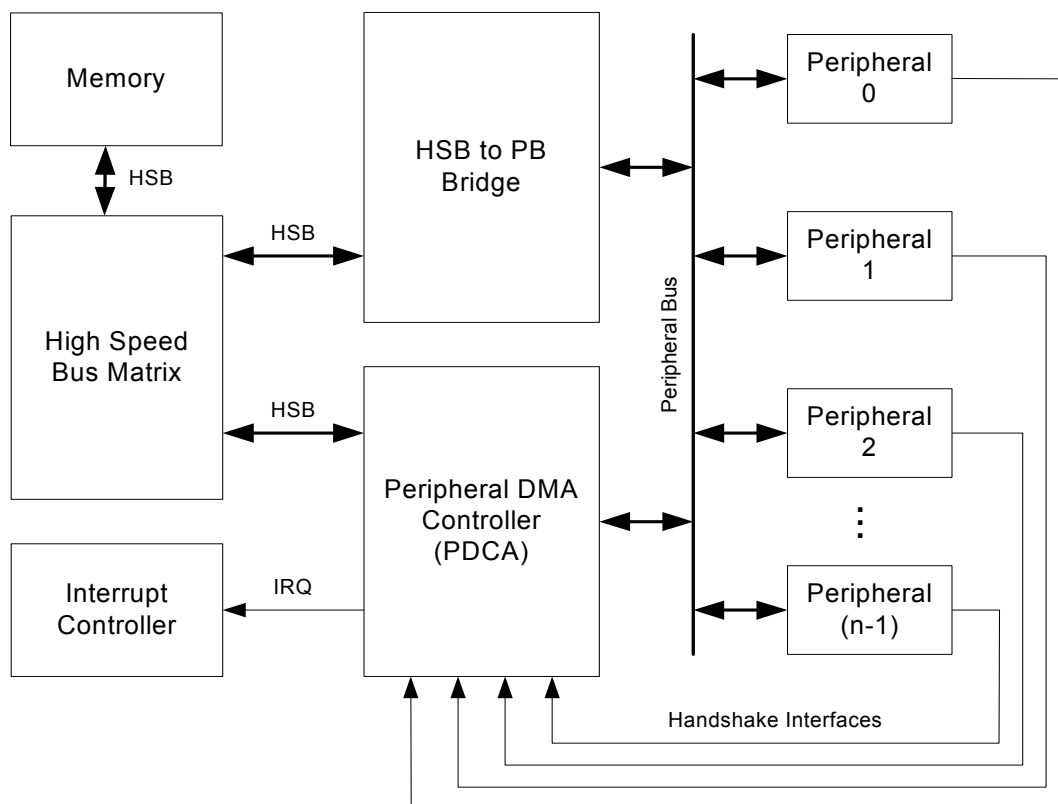 Memory
HSB
High Speed
Bus Matrix
HSB
HSB
Interrupt
Controller
IRQ
HSB to PB
Bridge
Peripheral DMA
Controller
(PDCA)
Peripheral Bus
Peripheral
0
Peripheral
1
Peripheral
2
⋮
Peripheral
(n-1)
Handshake Interfaces